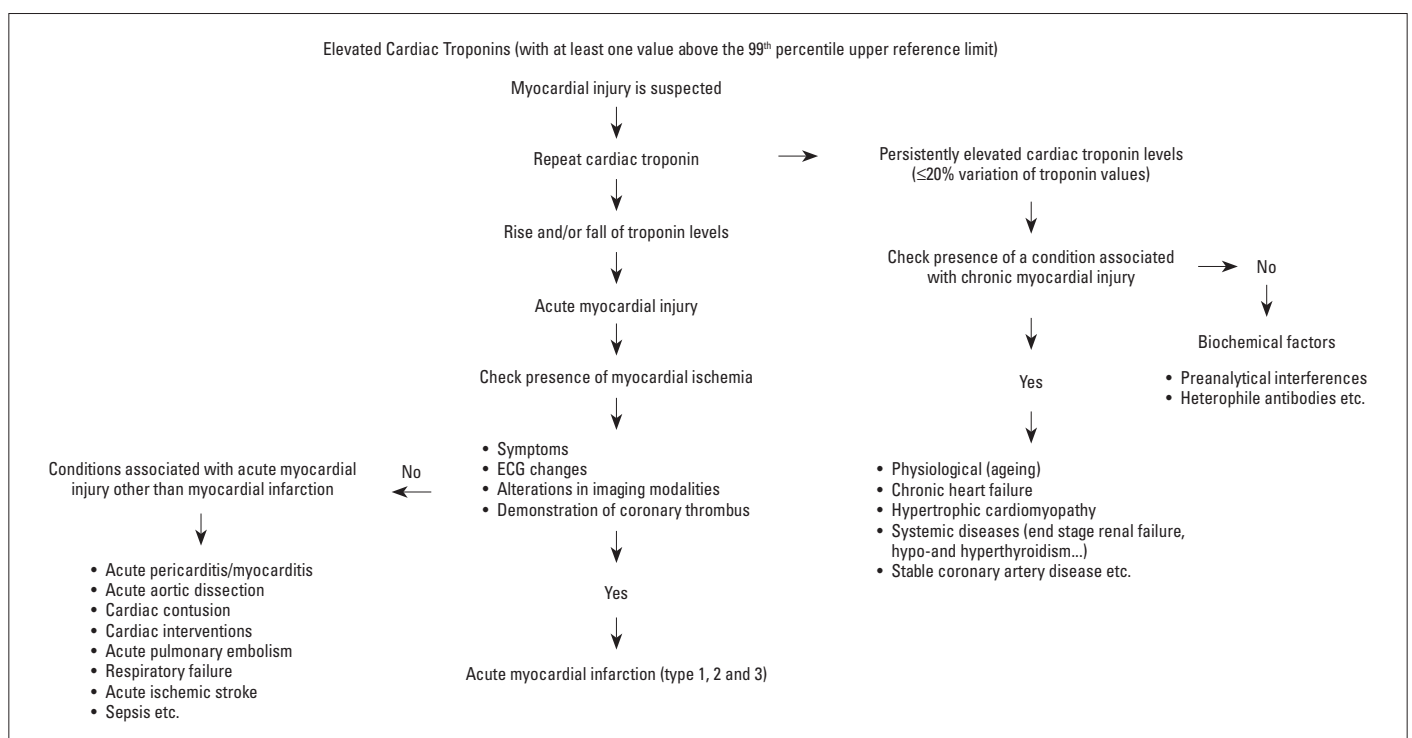 Elevated Cardiac Troponins (with at least one value above the 99th percentile upper reference limit)
Myocardial injury is suspected
Repeat cardiac troponin
Persistently elevated cardiac troponin levels
(≤20% variation of troponin values)
Rise and/or fall of troponin levels
Check presence of a condition associated
with chronic myocardial injury
No
Acute myocardial injury
Biochemical factors
• Preanalytical interferences
• Heterophile antibodies etc.
Check presence of myocardial ischemia
Yes
• Symptoms
• ECG changes
• Alterations in imaging modalities
• Demonstration of coronary thrombus
No
Conditions associated with acute myocardial
injury other than myocardial infarction
• Physiological (ageing)
• Chronic heart failure
• Hypertrophic cardiomyopathy
• Systemic diseases (end stage renal failure,
hypo-and hyperthyroidism...)
• Stable coronary artery disease etc.
• Acute pericarditis/myocarditis
• Acute aortic dissection
• Cardiac contusion
• Cardiac interventions
• Acute pulmonary embolism
• Respiratory failure
• Acute ischemic stroke
• Sepsis etc.
Yes
Acute myocardial infarction (type 1, 2 and 3)